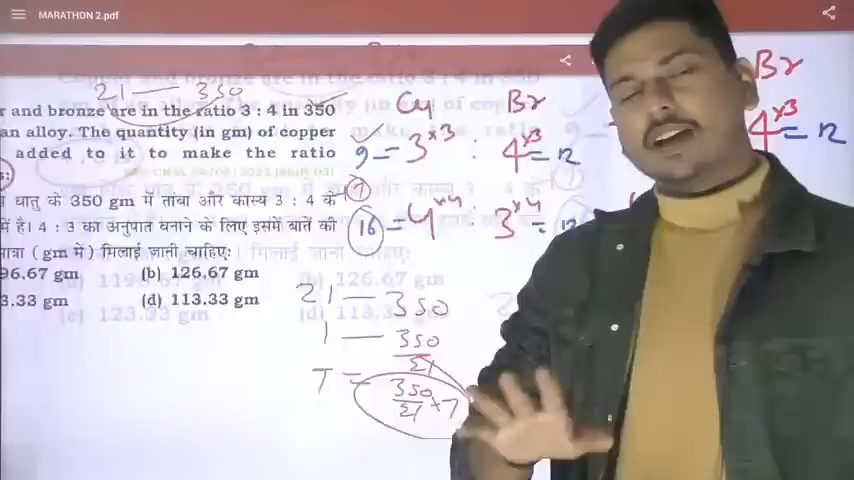 MARATHON 2.pdf
21 — 350
r and bronze are in the ratio 3 : 4 in 350
an alloy. The quantity (in gm) of copper
added to it to make the ratio
धातु के 350 gm में तांबा और कांस्य 3 : 4 के
में है। 4 : 3 का अनुपात बनाने के लिए इसमें तांबे की
मात्रा ( gm में ) मिलाई जानी चाहिए:
96.67 gm (b) 126.67 gm
3.33 gm (d) 113.33 gm
Cu Br
9 = 3 ×3 : 4 ×3 = 12
7
16 = 4 ×4 : 3 ×4 = 12
21 — 350
1 — 350/21
7 = 350/21 × 7
Br
4 ×3 = 12